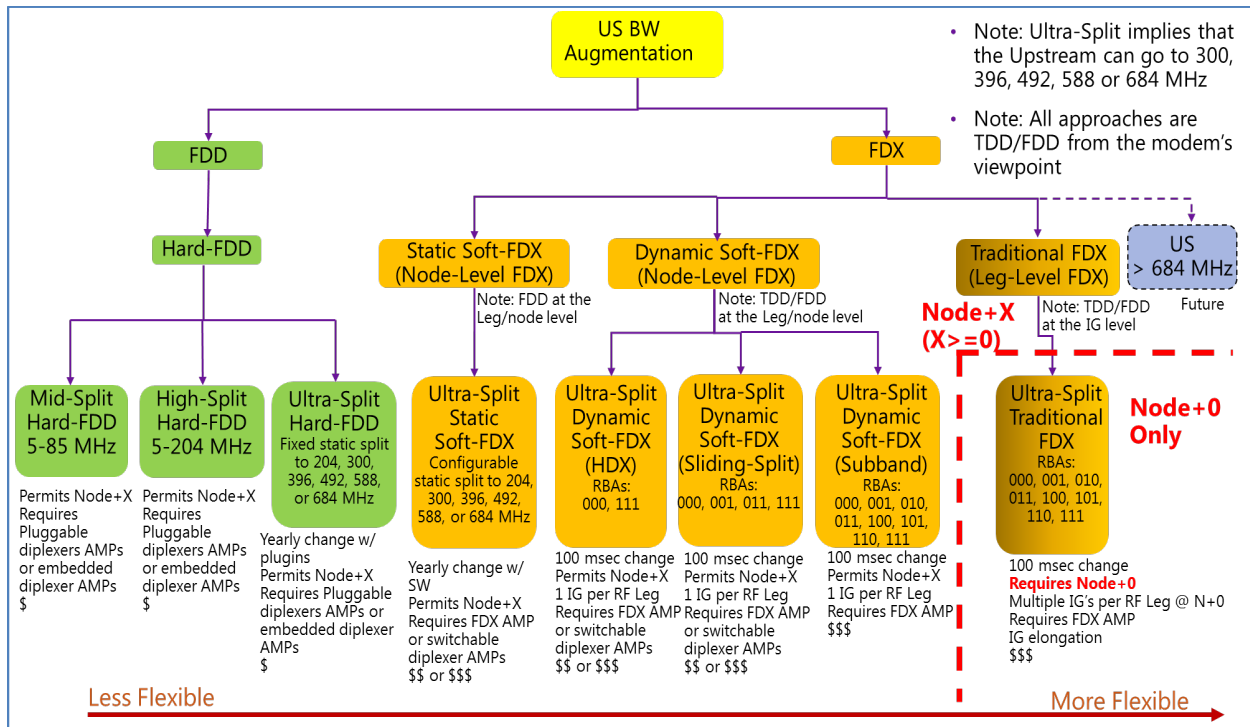 US BW
Augmentation
• Note: Ultra-Split implies that
the Upstream can go to 300,
396, 492, 588 or 684 MHz
• Note: All approaches are
TDD/FDD from the modem's
viewpoint
FDD
FDX
Hard-FDD
Static Soft-FDX
(Node-Level FDX)
Note: FDD at the
Leg/node level
Dynamic Soft-FDX
(Node-Level FDX)
Note: TDD/FDD
at the Leg/node level
Traditional FDX
(Leg-Level FDX)
Note: TDD/FDD
at the IG level
US
> 684 MHz
Future
Node+X
(X>=0)
Node+0
Only
Mid-Split
Hard-FDD
5-85 MHz
Permits Node+X
Requires
Pluggable
diplexers AMPs
or embedded
diplexer AMPs
$
High-Split
Hard-FDD
5-204 MHz
Permits Node+X
Requires
Pluggable
diplexers AMPs
or embedded
diplexer AMPs
$
Ultra-Split
Hard-FDD
Fixed static split
to 204, 300,
396, 492, 588,
or 684 MHz
Yearly change w/
plugins
Permits Node+X
Requires Pluggable
diplexers AMPs or
embedded diplexer
AMPs
$
Ultra-Split
Static
Soft-FDX
Configurable
static split to 204,
300, 396, 492,
588, or 684 MHz
Yearly change w/
SW
Permits Node+X
Requires FDX AMP
or switchable
diplexer AMPs
$$ or $$$
Ultra-Split
Dynamic
Soft-FDX
(HDX)
RBAs:
000, 111
100 msec change
Permits Node+X
1 IG per RF Leg
Requires FDX AMP
or switchable
diplexer AMPs
$$ or $$$
Ultra-Split
Dynamic
Soft-FDX
(Sliding-Split)
RBAs:
000, 001, 011, 111
100 msec change
Permits Node+X
1 IG per RF Leg
Requires FDX AMP
or switchable
diplexer AMPs
$$ or $$$
Ultra-Split
Dynamic
Soft-FDX
(Subband)
RBAs:
000, 001, 010,
011, 100, 101,
110, 111
100 msec change
Permits Node+X
1 IG per RF Leg
Requires FDX AMP
$$$
Ultra-Split
Traditional
FDX
RBAs:
000, 001, 010,
011, 100, 101,
110, 111
100 msec change
Requires Node+0
Multiple IG's per RF Leg @ N+0
Requires FDX AMP
IG elongation
$$$
Less Flexible
More Flexible